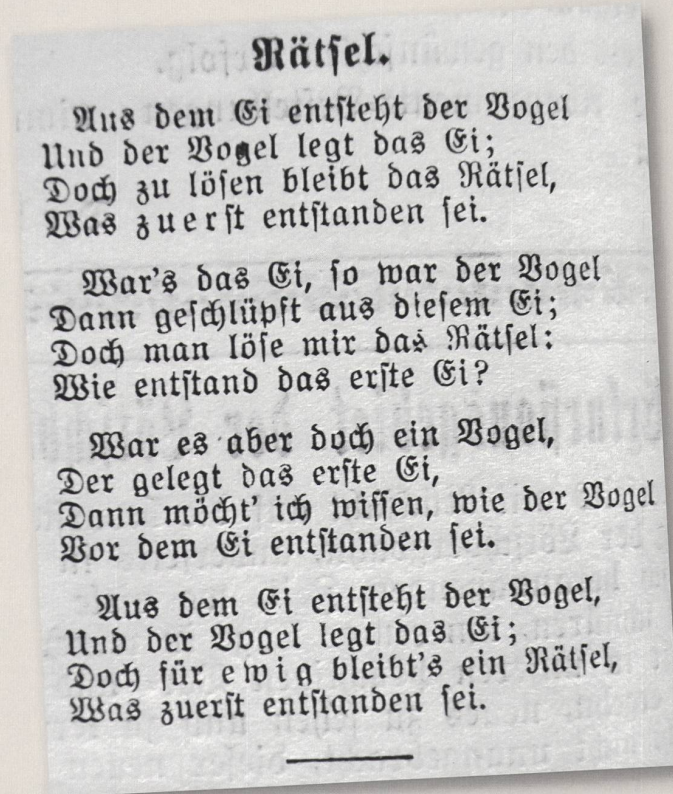 Rätsel.
Aus dem Ei entsteht der Vogel
Und der Vogel legt das Ei;
Doch zu lösen bleibt das Rätsel,
Was zuerst entstanden sei.
War's das Ei, so war der Vogel
Dann geschlüpft aus diesem Ei;
Doch man löse mir das Rätsel:
Wie entstand das erste Ei?
War es aber doch ein Vogel,
Der gelegt das erste Ei,
Dann möcht' ich wissen, wie der Vogel
Vor dem Ei entstanden sei.
Aus dem Ei entsteht der Vogel,
Und der Vogel legt das Ei;
Doch für ewig bleibt's ein Rätsel,
Was zuerst entstanden sei.